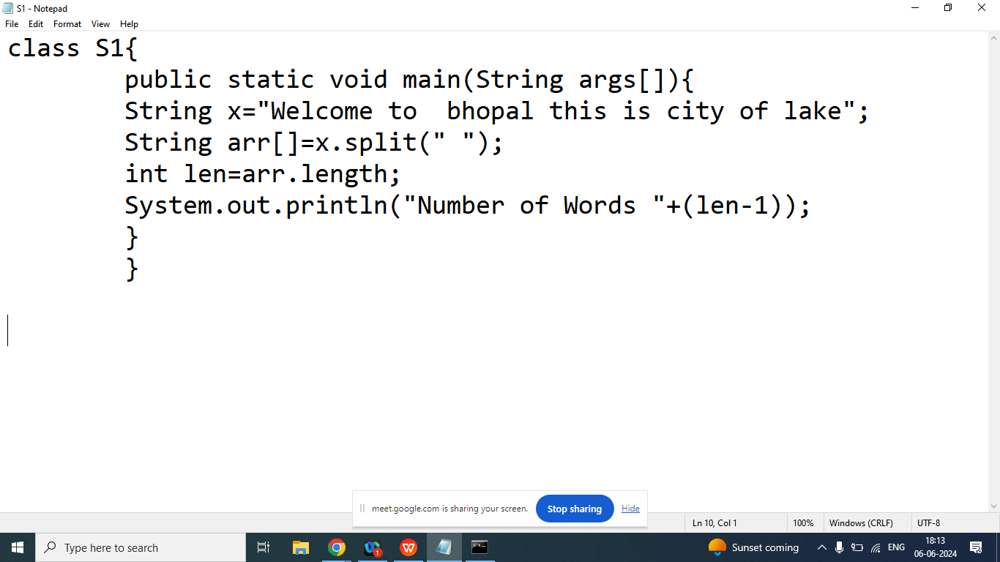 S1 - Notepad
File Edit Format View Help
class S1{
public static void main(String args[]){
String x="Welcome to  bhopal this is city of lake";
String arr[]=x.split(" ");
int len=arr.length;
System.out.println("Number of Words "+(len-1));
}
}
meet.google.com is sharing your screen. Stop sharing Hide
Ln 10, Col 1 100% Windows (CRLF) UTF-8
Type here to search W 1 W Sunset coming ENG 18:13
06-06-2024